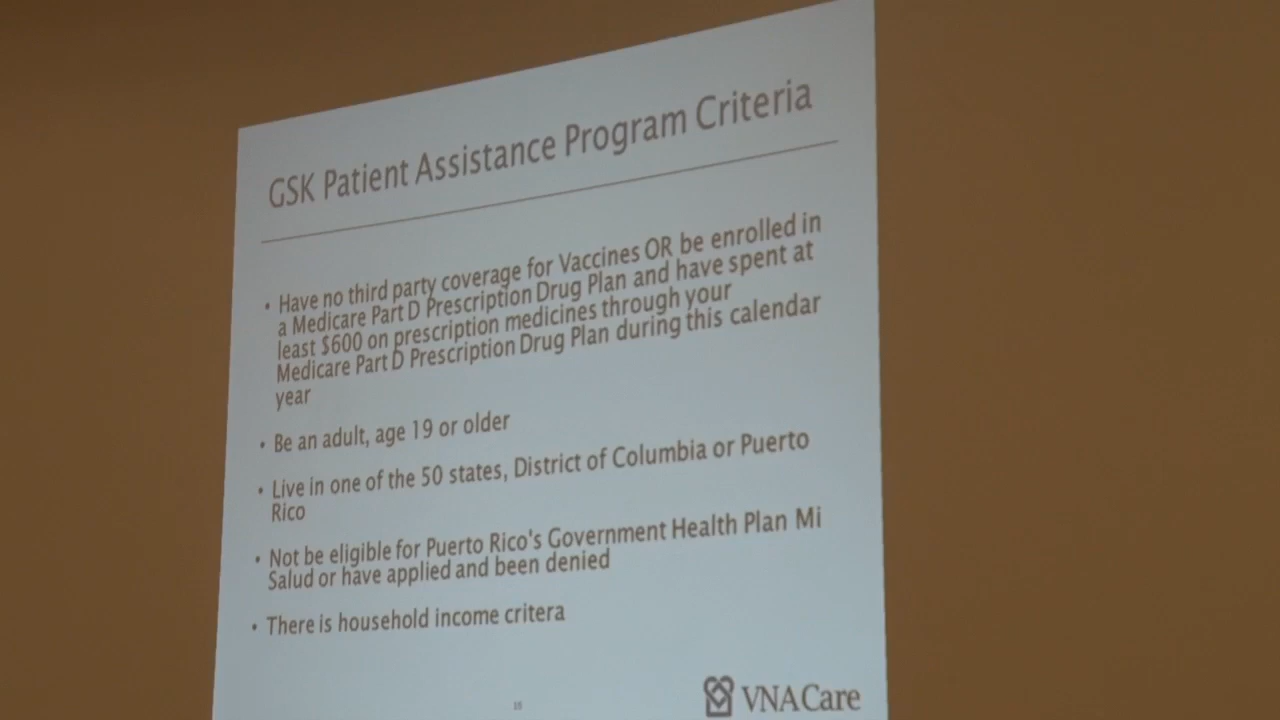 GSK Patient Assistance Program Criteria
• Have no third party coverage for Vaccines OR be enrolled in
a Medicare Part D Prescription Drug Plan and have spent at
least $600 on prescription medicines through your
Medicare Part D Prescription Drug Plan during this calendar
year
• Be an adult, age 19 or older
• Live in one of the 50 states, District of Columbia or Puerto
Rico
• Not be eligible for Puerto Rico's Government Health Plan Mi
Salud or have applied and been denied
• There is household income critera
VNA Care